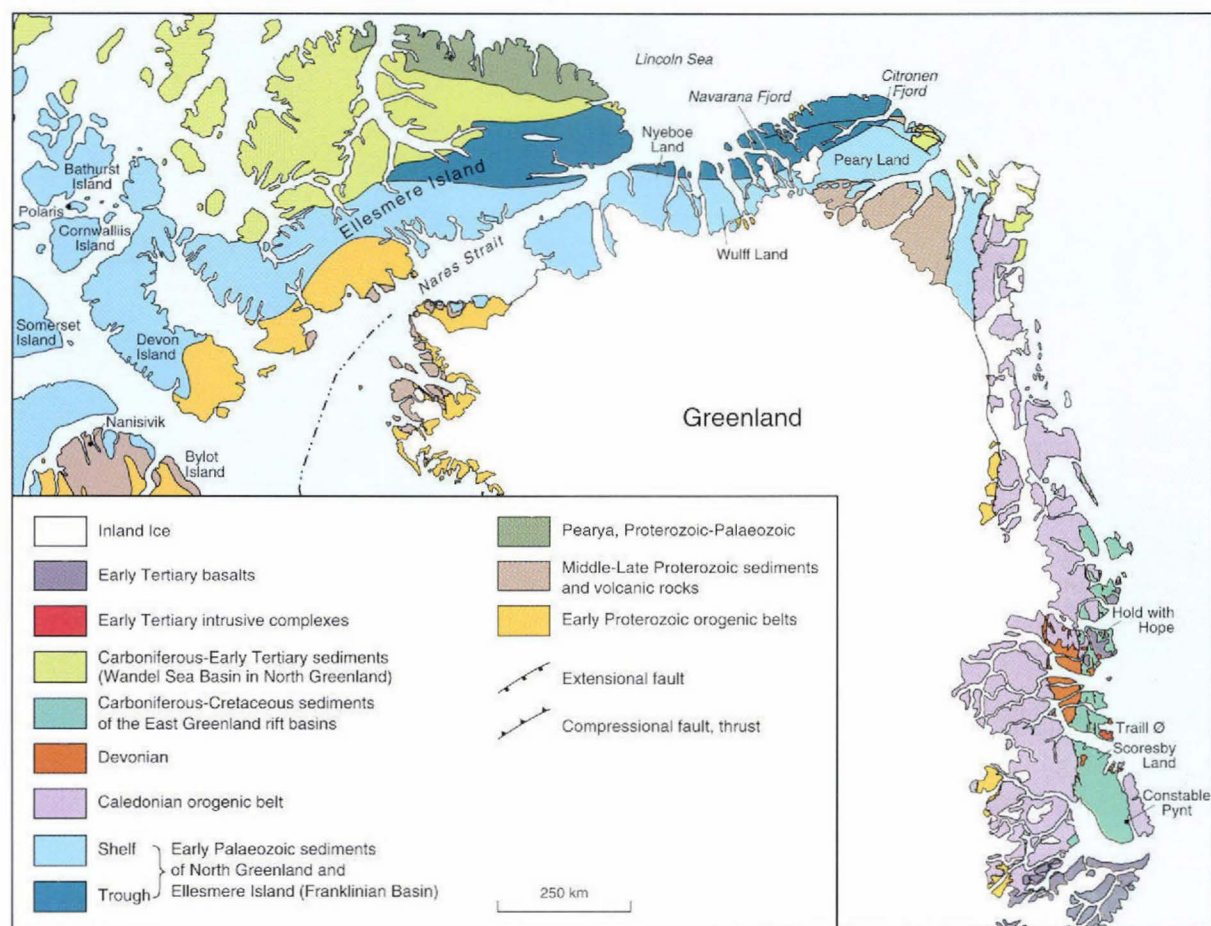 Lincoln Sea
Citronen
Fjord
Navarana Fjord
Nyeboe
Land
Peary Land
Bathurst
Island
Ellesmere Island
Polaris
Cornwalliis
Island
Wulff Land
Nares Strait
Somerset
Island
Devon
Island
Greenland
Nanisivik
Bylot
Island
Hold with
Hope
Traill Ø
Scoresby
Land
Constable
Pynt
Inland Ice
Early Tertiary basalts
Early Tertiary intrusive complexes
Carboniferous-Early Tertiary sediments
(Wandel Sea Basin in North Greenland)
Carboniferous-Cretaceous sediments
of the East Greenland rift basins
Devonian
Caledonian orogenic belt
Shelf
Trough
Early Palaeozoic sediments
of North Greenland and
Ellesmere Island (Franklinian Basin)
Pearya, Proterozoic-Palaeozoic
Middle-Late Proterozoic sediments
and volcanic rocks
Early Proterozoic orogenic belts
Extensional fault
Compressional fault, thrust
250 km